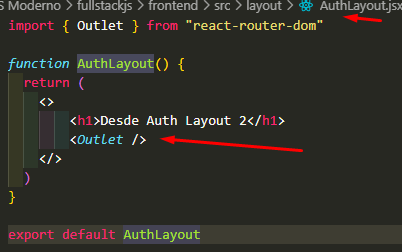 S Moderno > fullstackjs > frontend > src > layout > AuthLayout.jsx
import { Outlet } from "react-router-dom"
function AuthLayout() {
return (
<>
<h1>Desde Auth Layout 2</h1>
<Outlet />
</>
)
}
export default AuthLayout